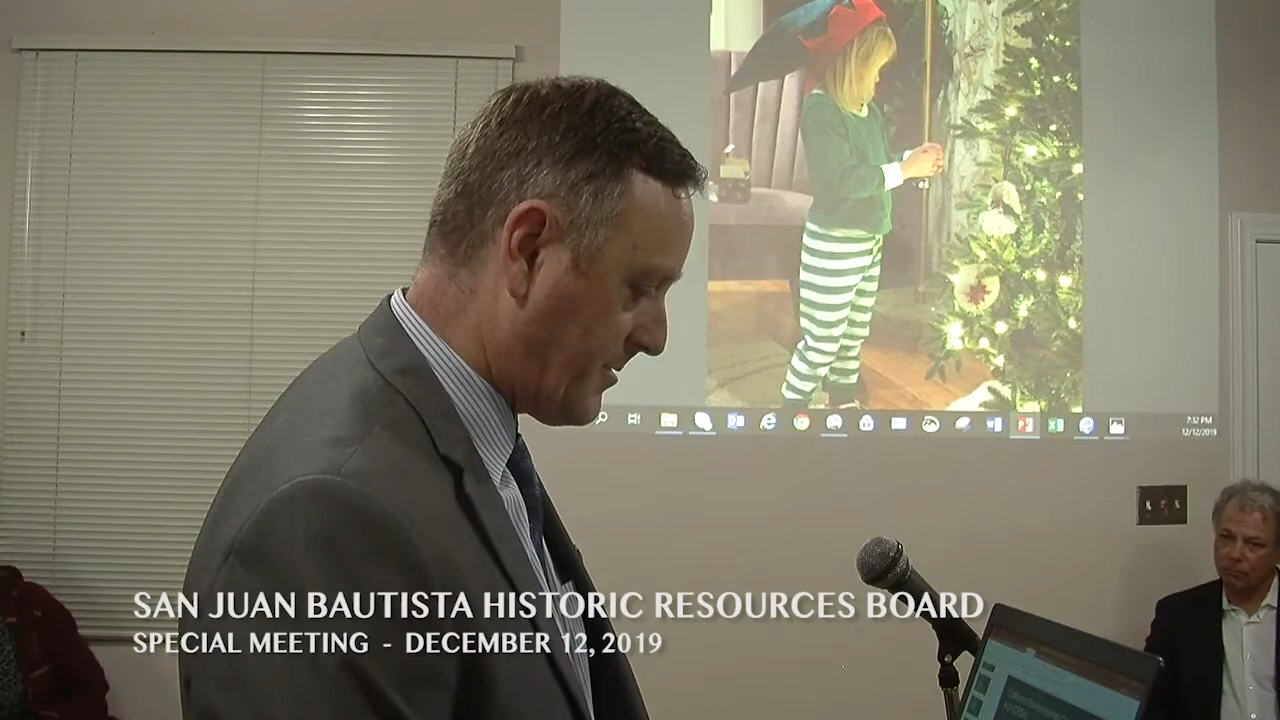 7:32 PM
12/12/2019
SAN JUAN BAUTISTA HISTORIC RESOURCES BOARD
SPECIAL MEETING - DECEMBER 12, 2019